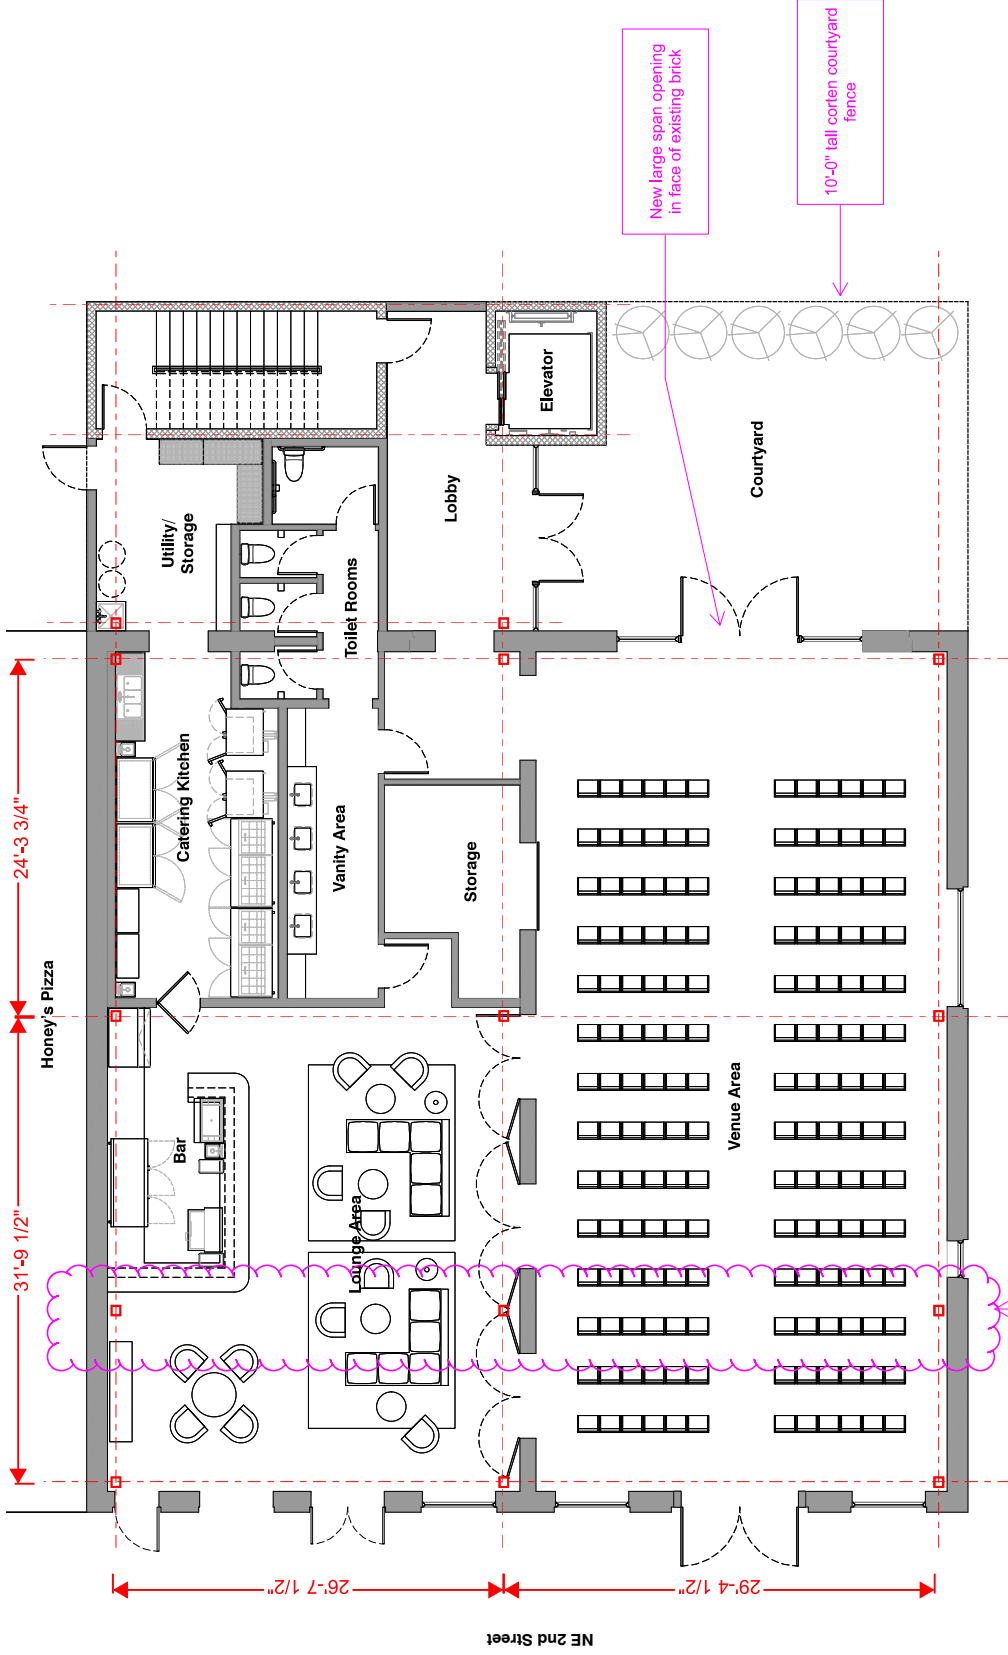 New large span opening
in face of existing brick
10'-0" tall corten courtyard
fence
Elevator
Courtyard
Lobby
Utility/
Storage
Toilet Rooms
24'-3 3/4"
Catering Kitchen
Vanity Area
Storage
Honey's Pizza
Venue Area
Bar
31'-9 1/2"
Lounge Area
26'-7 1/2"
29'-4 1/2"
NE 2nd Street